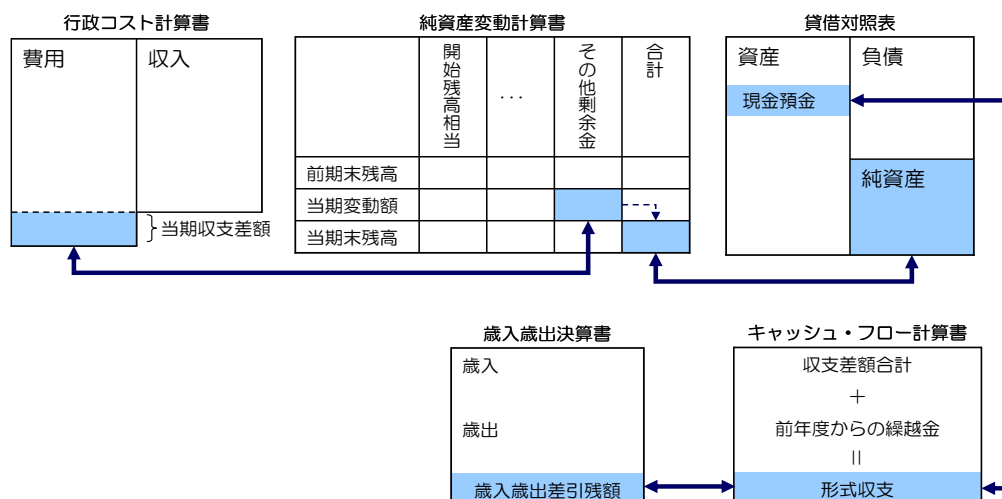 行政コスト計算書
費用
収入
当期収支差額
純資産変動計算書
開始残高相当
...
その他剰余金
合計
前期末残高
当期変動額
当期末残高
貸借対照表
資産
負債
現金預金
純資産
歳入歳出決算書
歳入
歳出
歳入歳出差引残額
キャッシュ・フロー計算書
収支差額合計
+
前年度からの繰越金
||
形式収支